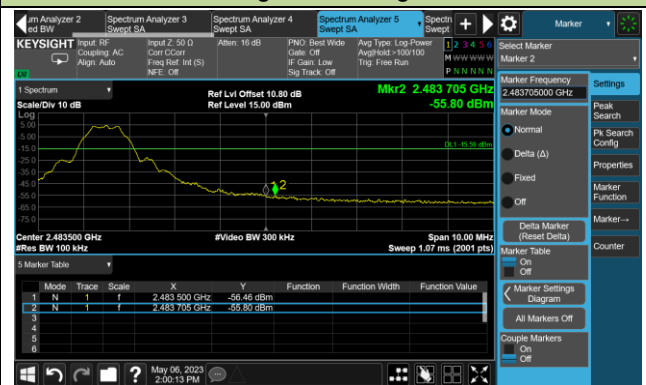 um Analyzer 2
ed BW
Spectrum Analyzer 3
Swept SA
Spectrum Analyzer 4
Swept SA
Spectrum Analyzer 5
Swept SA
Spectr
Swept
Marker
KEYSIGHT
Input: RF
Coupling: AC
Align: Auto
Input Z: 50 Ω
Corr CCorr
Freq Ref: Int (S)
NFE: Off
Atten: 16 dB
PNO: Best Wide
Gate: Off
IF Gain: Low
Sig Track: Off
Avg Type: Log-Power
Avg|Hold:>100/100
Trig: Free Run
1 2 3 4 5 6
M W W W W W
P N N N N N
LXI
Select Marker
Marker 2
1 Spectrum
Scale/Div 10 dB
Ref Lvl Offset 10.80 dB
Ref Level 15.00 dBm
Mkr2 2.483 705 GHz
-55.80 dBm
Log
5.00
-5.00
-15.0
-25.0
-35.0
-45.0
-55.0
-65.0
-75.0
DL1 -15.59 dBm
1
2
Center 2.483500 GHz
#Res BW 100 kHz
#Video BW 300 kHz
Span 10.00 MHz
Sweep 1.07 ms (2001 pts)
5 Marker Table
Mode Trace Scale X Y Function Function Width Function Value
1 N 1 f 2.483 500 GHz -56.46 dBm
2 N 1 f 2.483 705 GHz -55.80 dBm
3
4
5
6
Marker Frequency
2.483705000 GHz
Marker Mode
Normal
Delta (Δ)
Fixed
Off
Delta Marker
(Reset Delta)
Marker Table
On
Off
Marker Settings
Diagram
All Markers Off
Couple Markers
On
Off
Settings
Peak
Search
Pk Search
Config
Properties
Marker
Function
Marker→
Counter
May 06, 2023
2:00:13 PM